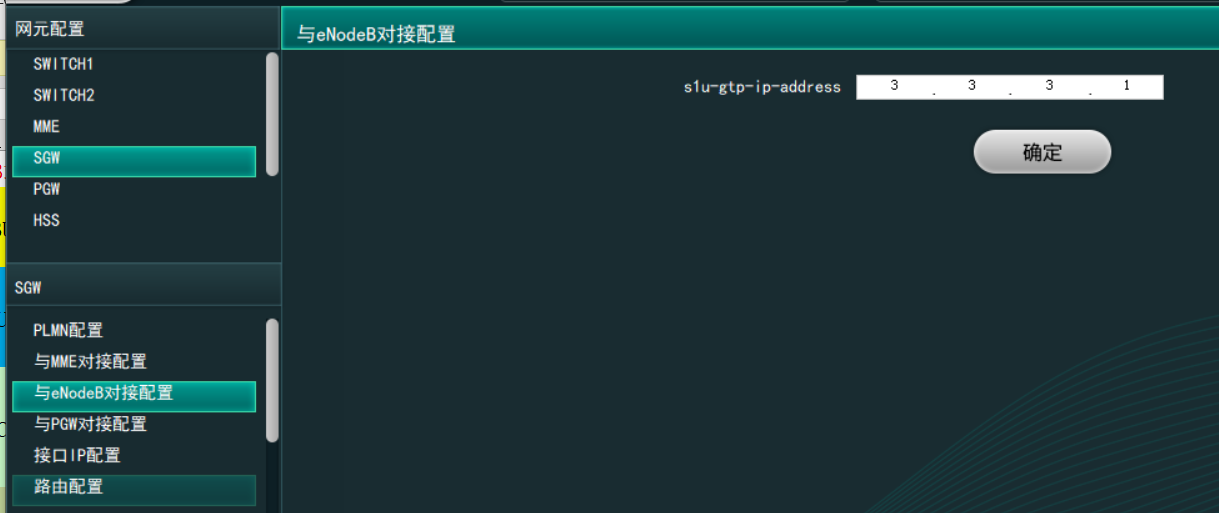 网元配置
SWITCH1
SWITCH2
MME
SGW
PGW
HSS
SGW
PLMN配置
与MME对接配置
与eNodeB对接配置
与PGW对接配置
接口IP配置
路由配置
与eNodeB对接配置
s1u-gtp-ip-address 3 . 3 . 3 . 1
确定